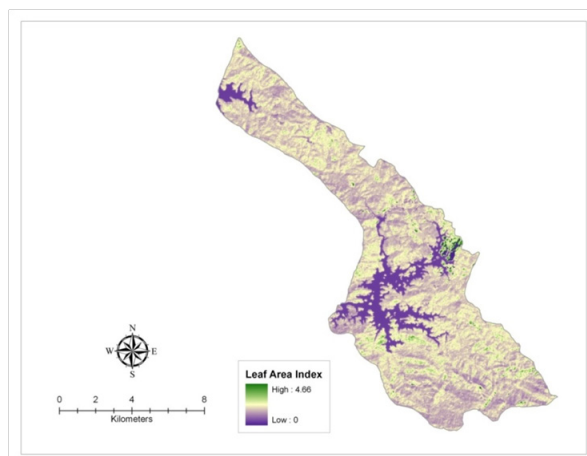 N
W E
S
0 2 4 8
Kilometers
Leaf Area Index
High : 4.66
Low : 0